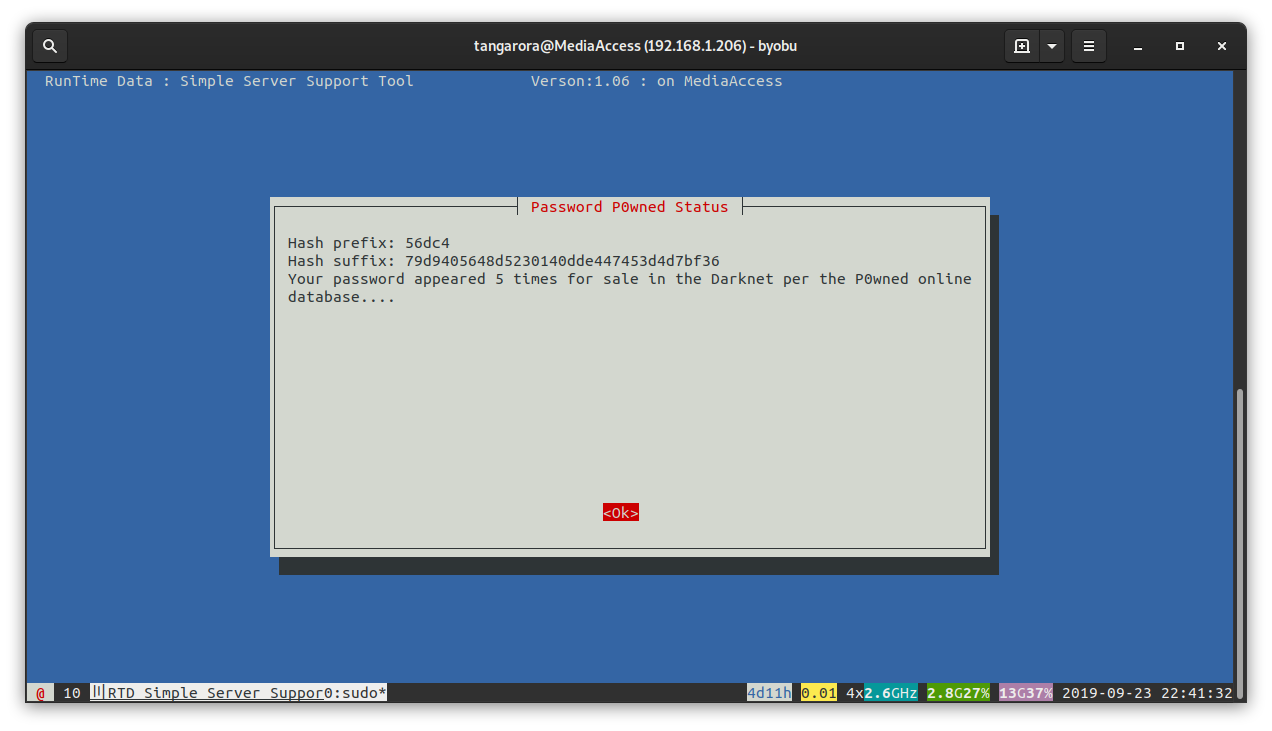 tangarora@MediaAccess (192.168.1.206) - byobu
RunTime Data : Simple Server Support Tool Verson:1.06 : on MediaAccess
Password P0wned Status
Hash prefix: 56dc4
Hash suffix: 79d9405648d5230140dde447453d4d7bf36
Your password appeared 5 times for sale in the Darknet per the P0wned online
database....
<Ok>
@ 10 RTD Simple Server Suppor0:sudo* 4d11h 0.01 4x2.6GHz 2.8G27% 13G37% 2019-09-23 22:41:32